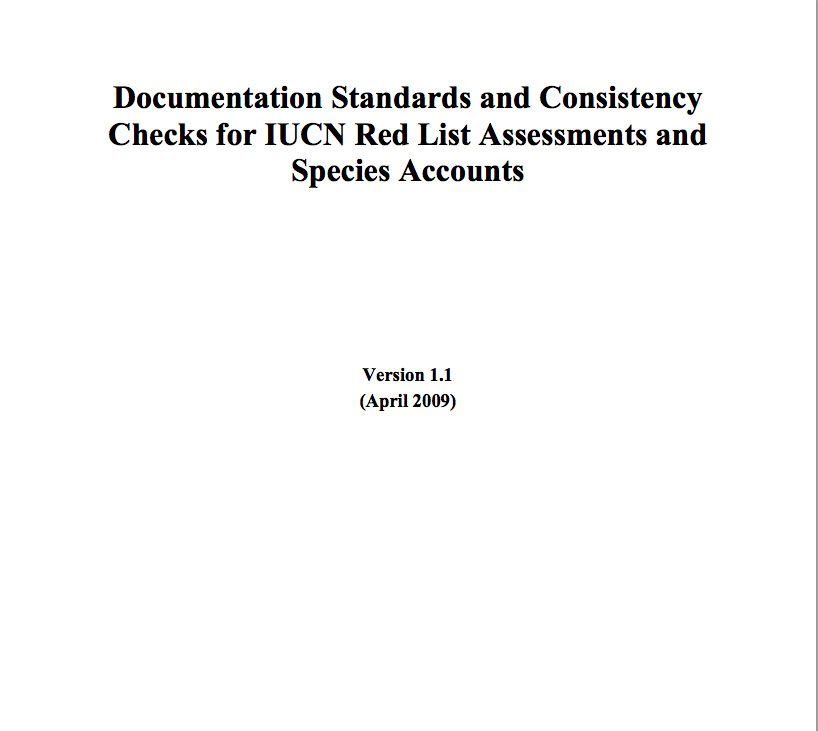 Documentation Standards and Consistency
Checks for IUCN Red List Assessments and
Species Accounts
Version 1.1
(April 2009)